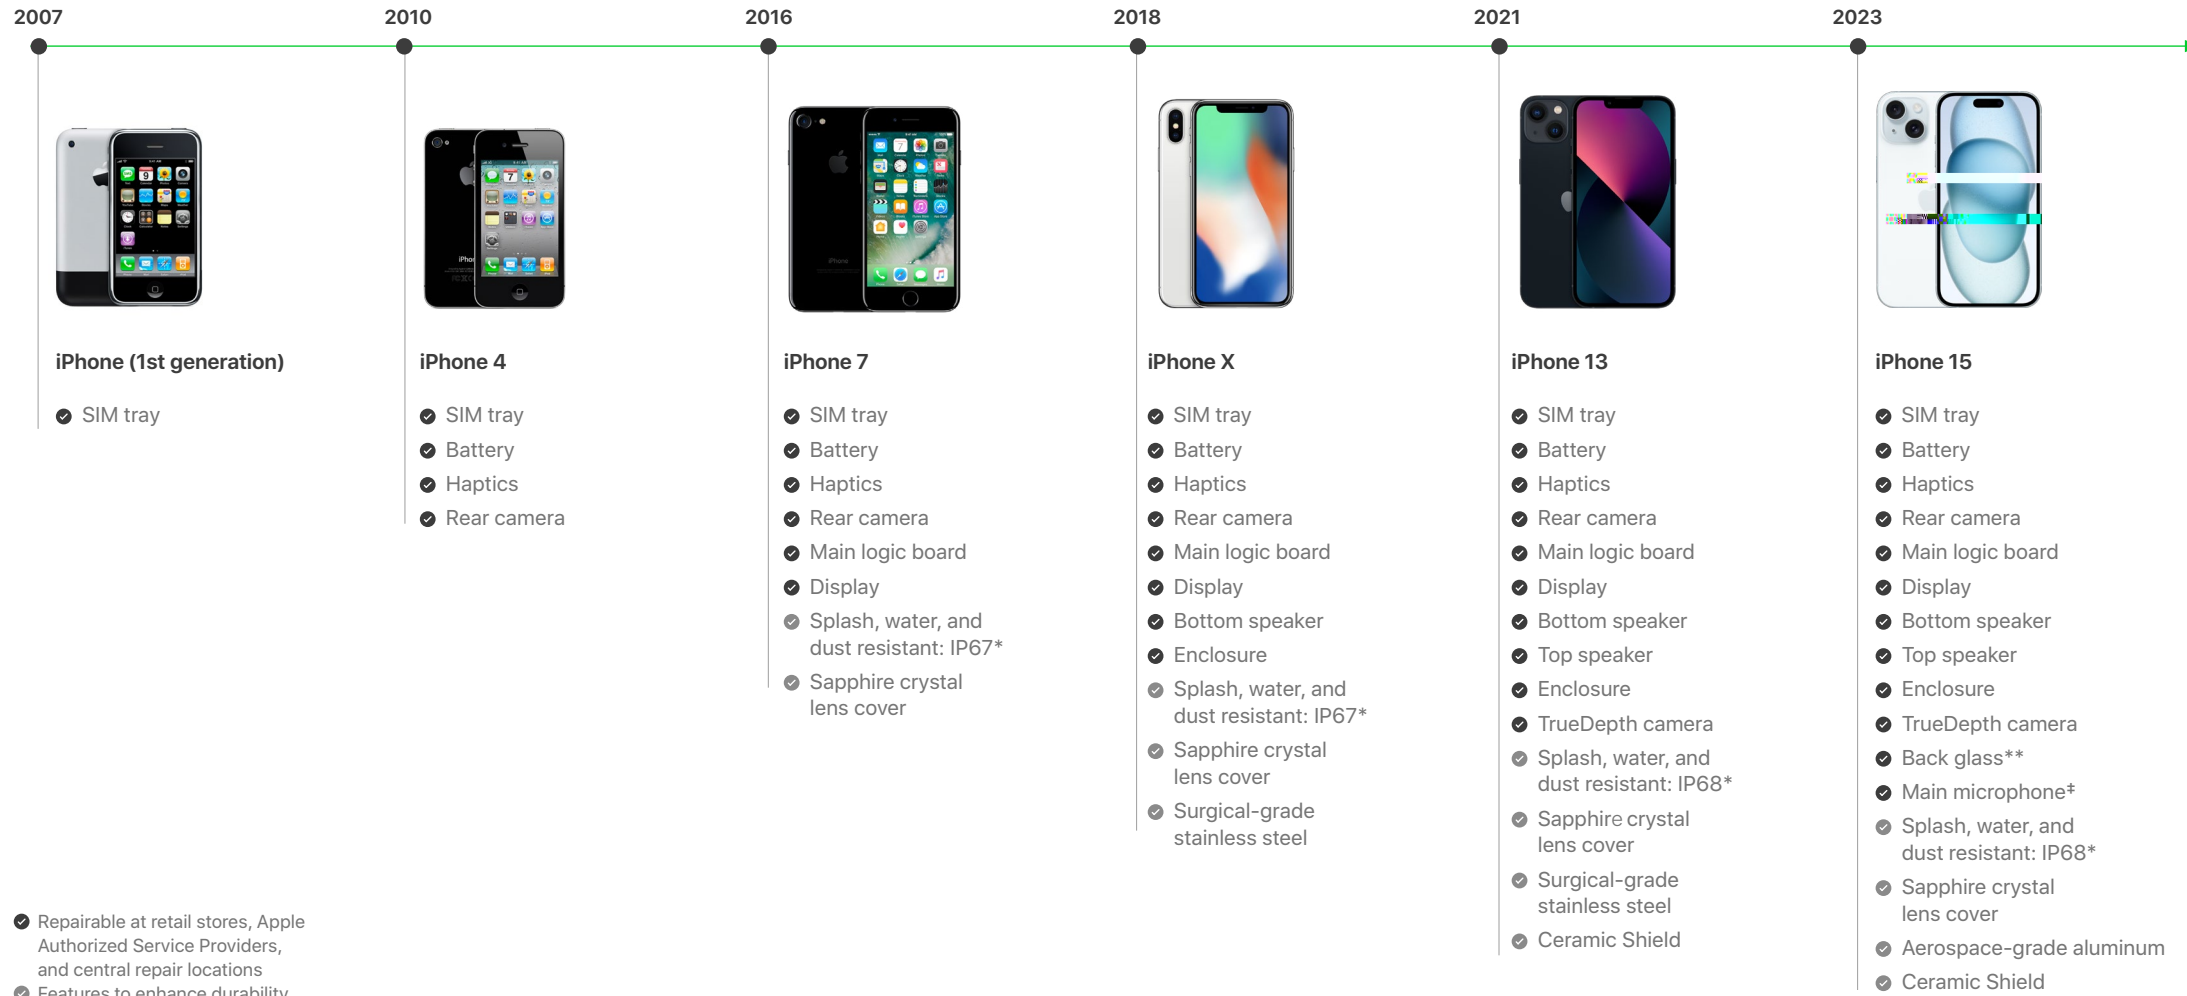 2007
2010
2016
2018
2021
2023
iPhone (1st generation)
SIM tray
iPhone 4
SIM tray
Battery
Haptics
Rear camera
iPhone 7
SIM tray
Battery
Haptics
Rear camera
Main logic board
Display
Splash, water, and
dust resistant: IP67*
Sapphire crystal
lens cover
iPhone X
SIM tray
Battery
Haptics
Rear camera
Main logic board
Display
Bottom speaker
Enclosure
Splash, water, and
dust resistant: IP67*
Sapphire crystal
lens cover
Surgical-grade
stainless steel
iPhone 13
SIM tray
Battery
Haptics
Rear camera
Main logic board
Display
Bottom speaker
Top speaker
Enclosure
TrueDepth camera
Splash, water, and
dust resistant: IP68*
Sapphire crystal
lens cover
Surgical-grade
stainless steel
Ceramic Shield
iPhone 15
SIM tray
Battery
Haptics
Rear camera
Main logic board
Display
Bottom speaker
Top speaker
Enclosure
TrueDepth camera
Back glass**
Main microphone‡
Splash, water, and
dust resistant: IP68*
Sapphire crystal
lens cover
Aerospace-grade aluminum
Ceramic Shield
Repairable at retail stores, Apple
Authorized Service Providers,
and central repair locations
Features to enhance durability